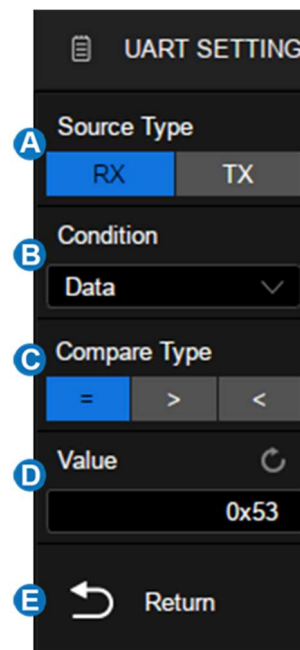 UART SETTING
A
Source Type
RX TX
B
Condition
Data
C
Compare Type
= > <
D
Value
0x53
E
Return